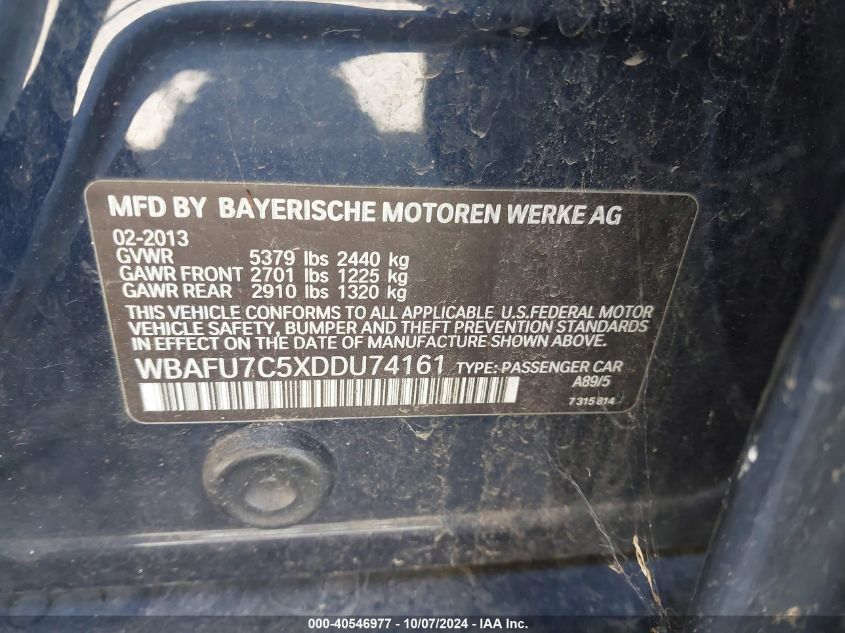 MFD BY BAYERISCHE MOTOREN WERKE AG
02-2013
GVWR 5379 lbs 2440 kg
GAWR FRONT 2701 lbs 1225 kg
GAWR REAR 2910 lbs 1320 kg
THIS VEHICLE CONFORMS TO ALL APPLICABLE U.S.FEDERAL MOTOR
VEHICLE SAFETY, BUMPER AND THEFT PREVENTION STANDARDS
IN EFFECT ON THE DATE OF MANUFACTURE SHOWN ABOVE.
WBAFU7C5XDDU74161 TYPE: PASSENGER CAR
A89/5
7 315 814
000-40546977 - 10/07/2024 - IAA Inc.